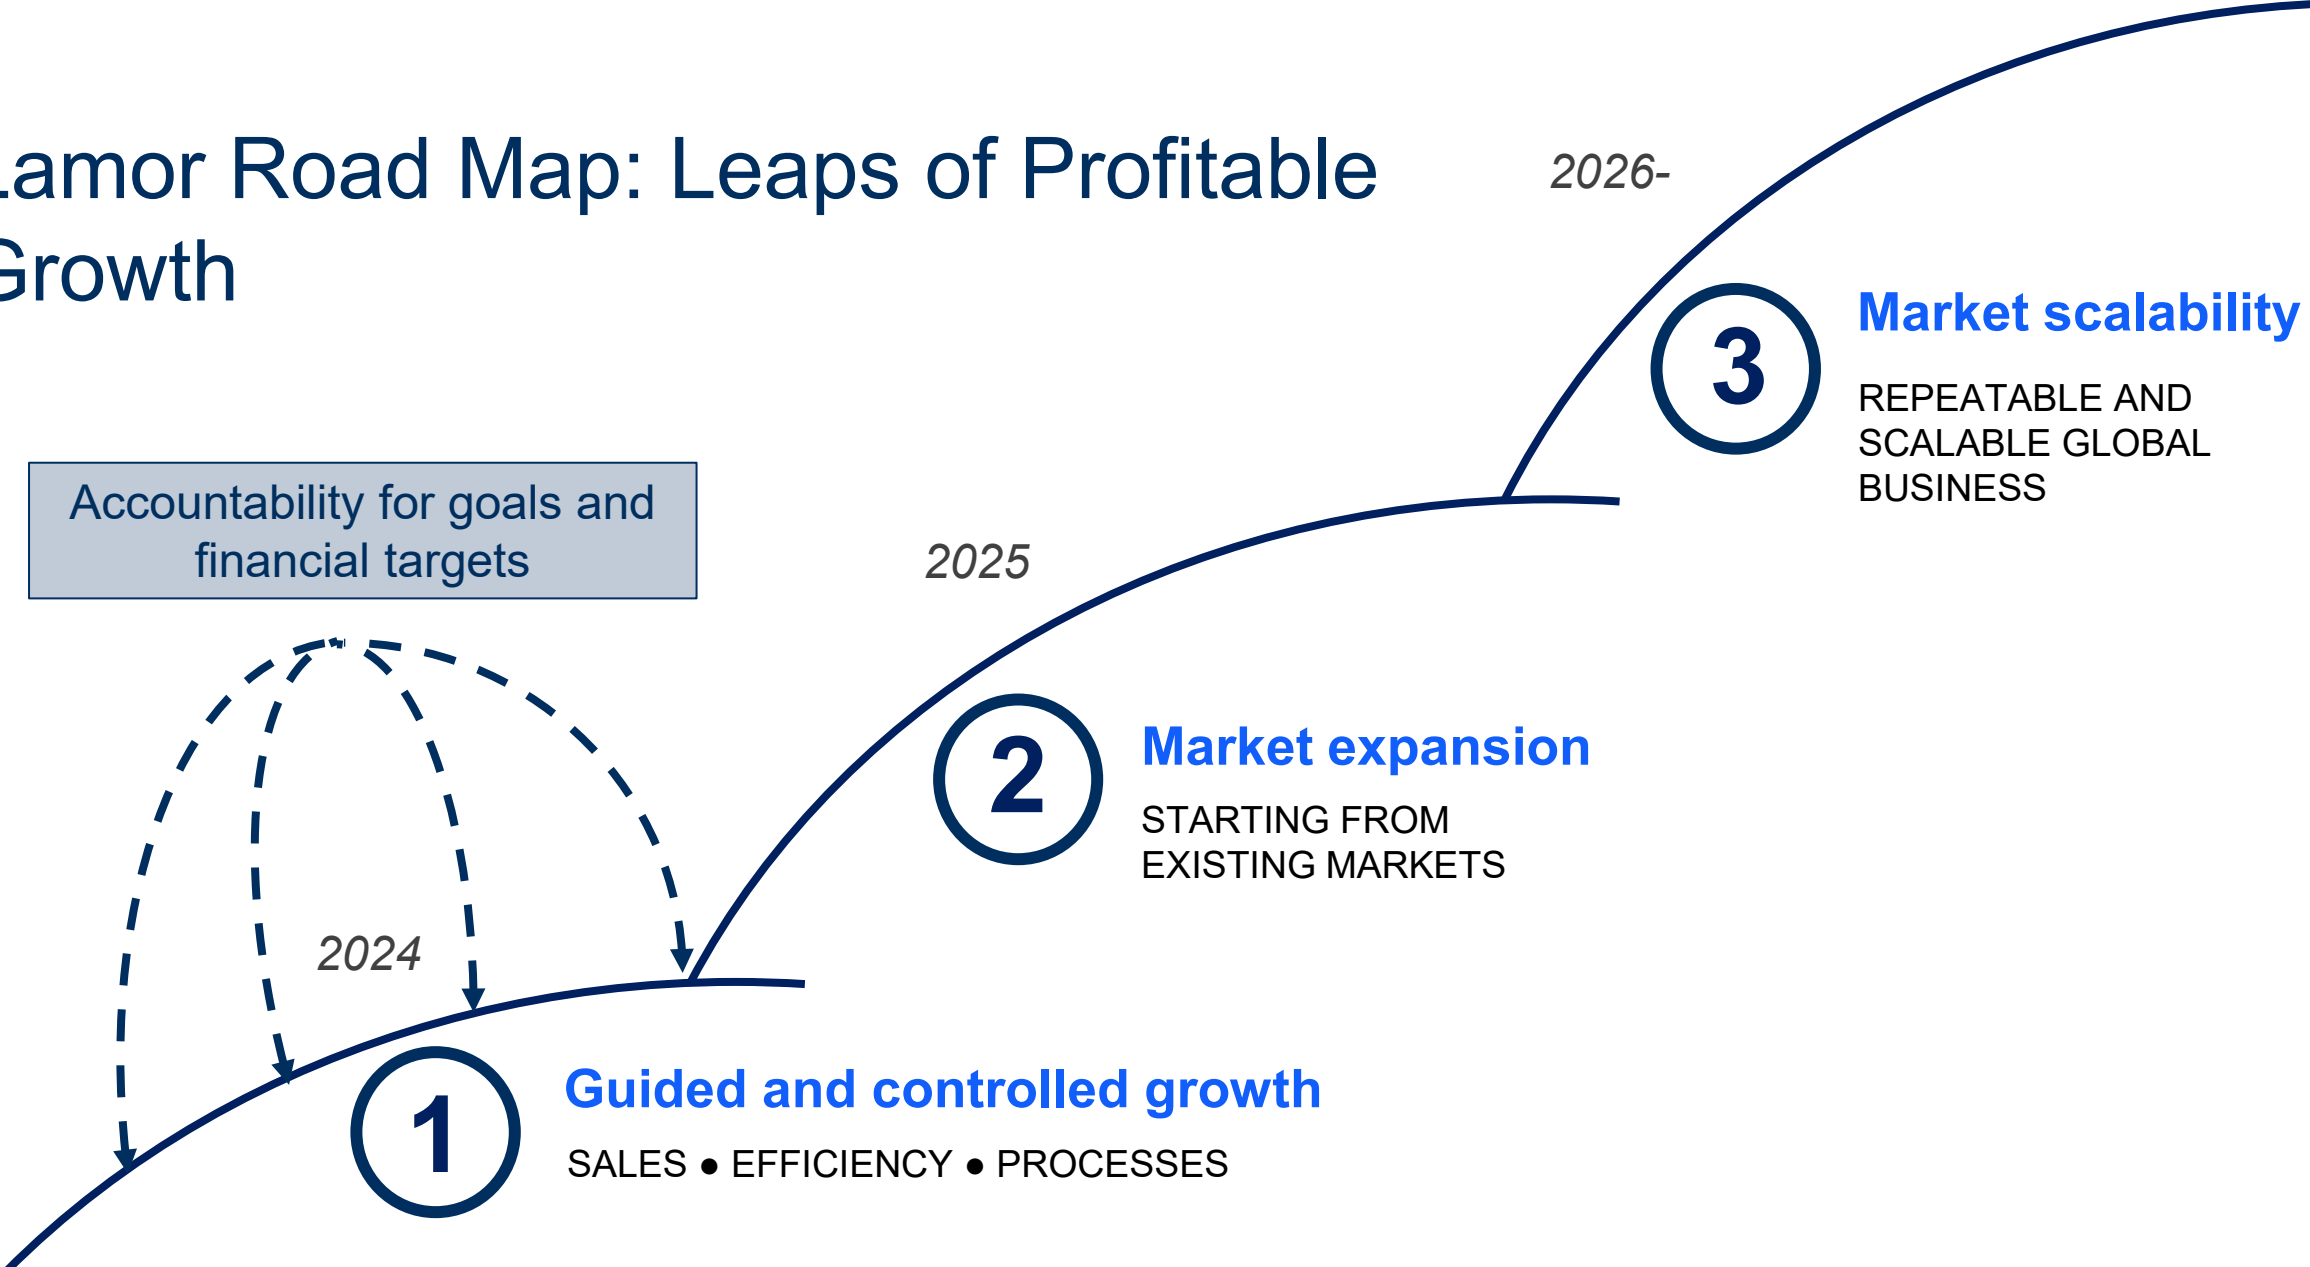 Lamor Road Map: Leaps of Profitable
Growth
2026-
3
Market scalability
REPEATABLE AND
SCALABLE GLOBAL
BUSINESS
Accountability for goals and
financial targets
2025
2
Market expansion
STARTING FROM
EXISTING MARKETS
2024
1
Guided and controlled growth
SALES ● EFFICIENCY ● PROCESSES